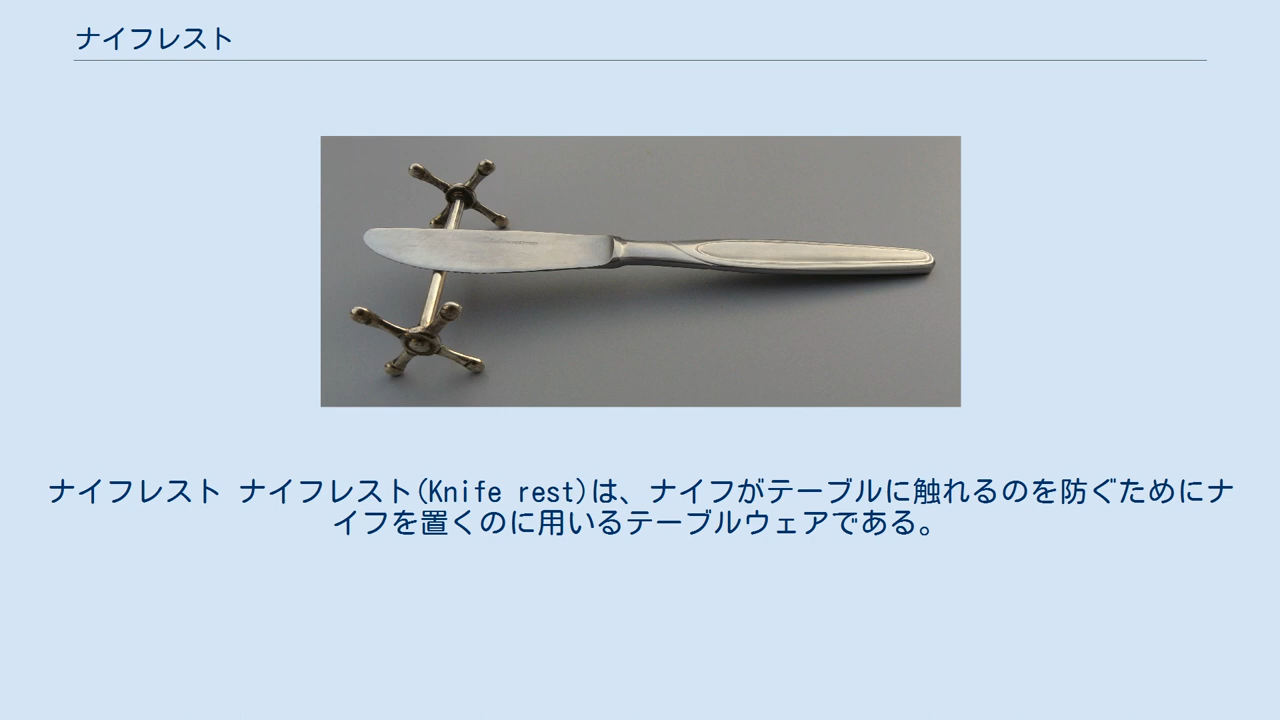 ナイフレスト
ナイフレスト ナイフレスト(Knife rest)は、ナイフがテーブルに触れるのを防ぐためにナ
イフを置くのに用いるテーブルウェアである。